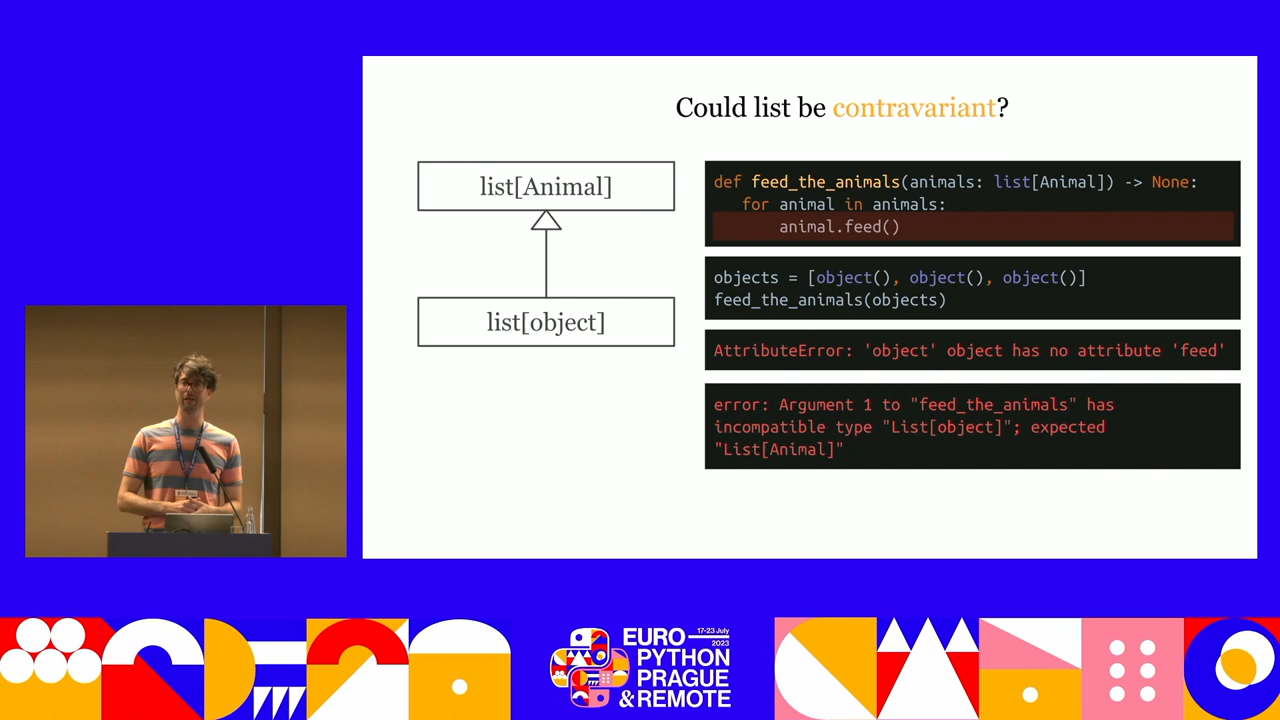 Could list be contravariant?
list[Animal]
list[object]
def feed_the_animals(animals: list[Animal]) -> None:
for animal in animals:
animal.feed()
objects = [object(), object(), object()]
feed_the_animals(objects)
AttributeError: 'object' object has no attribute 'feed'
error: Argument 1 to "feed_the_animals" has
incompatible type "List[object]"; expected
"List[Animal]"
EURO 17-23 July 2023
PYTHON
PRAGUE
& REMOTE